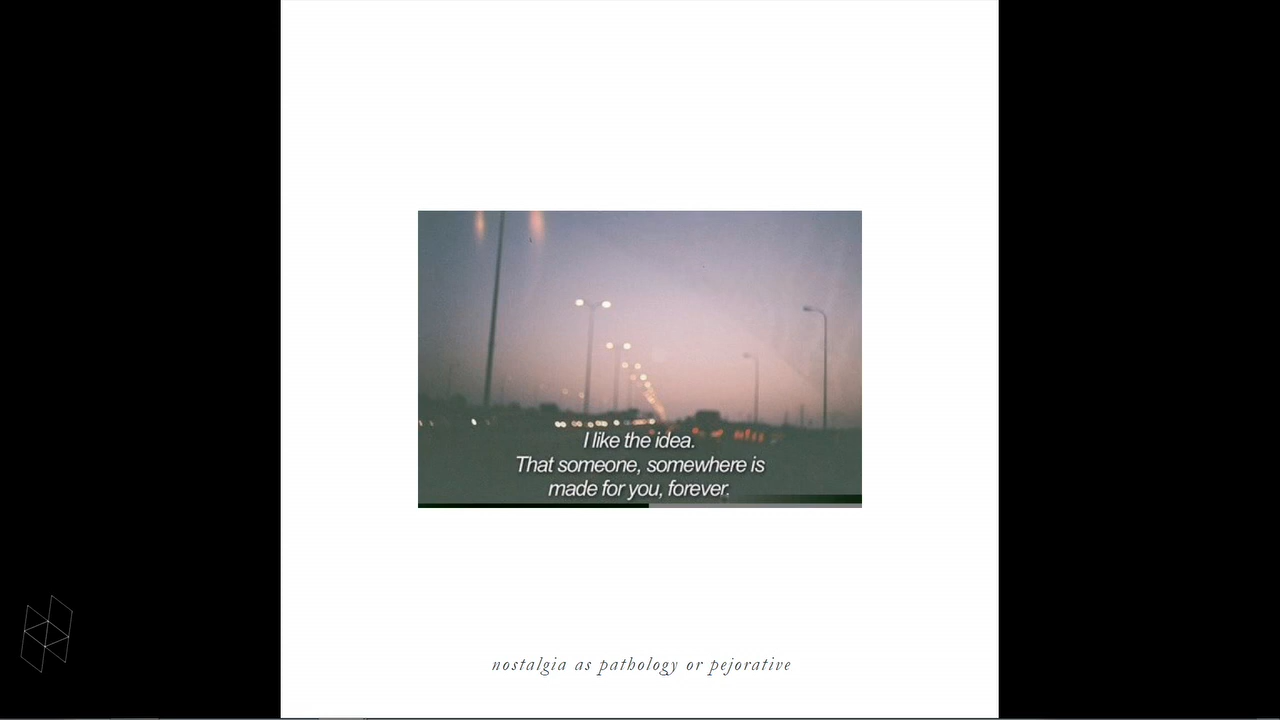 I like the idea.
That someone, somewhere is
made for you, forever.
nostalgia as pathology or pejorative